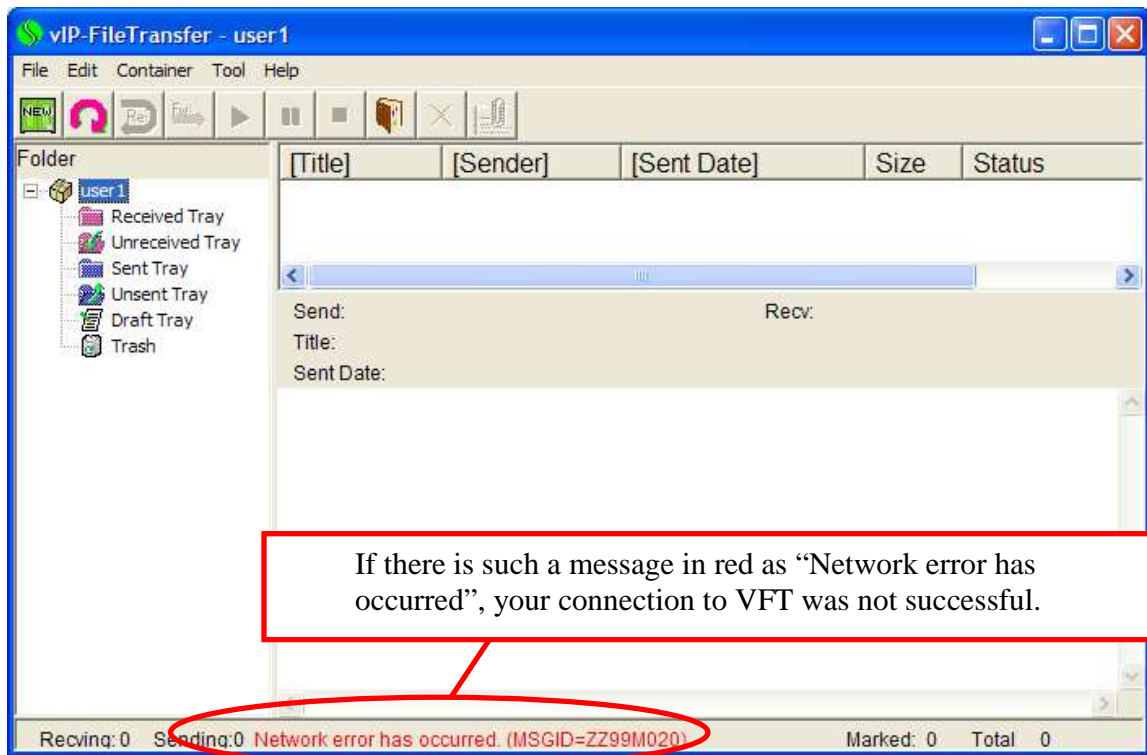 vIP-FileTransfer - user1
File Edit Container Tool Help
NEW
Folder
[Title] [Sender] [Sent Date] Size Status
user1
Received Tray
Unreceived Tray
Sent Tray
Unsent Tray
Draft Tray
Trash
Send: Recv:
Title:
Sent Date:
If there is such a message in red as “Network error has
occurred”, your connection to VFT was not successful.
Recving: 0 Sending:0 Network error has occurred. (MSGID=ZZ99M020) Marked: 0 Total 0